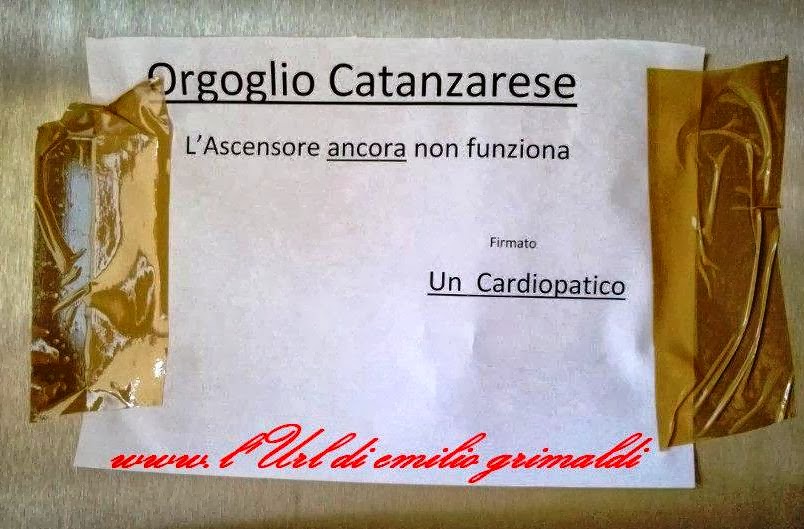 Orgoglio Catanzarese
L'Ascensore ancora non funziona
Firmato
Un Cardiopatico
www. l'Url di emilio grimaldi